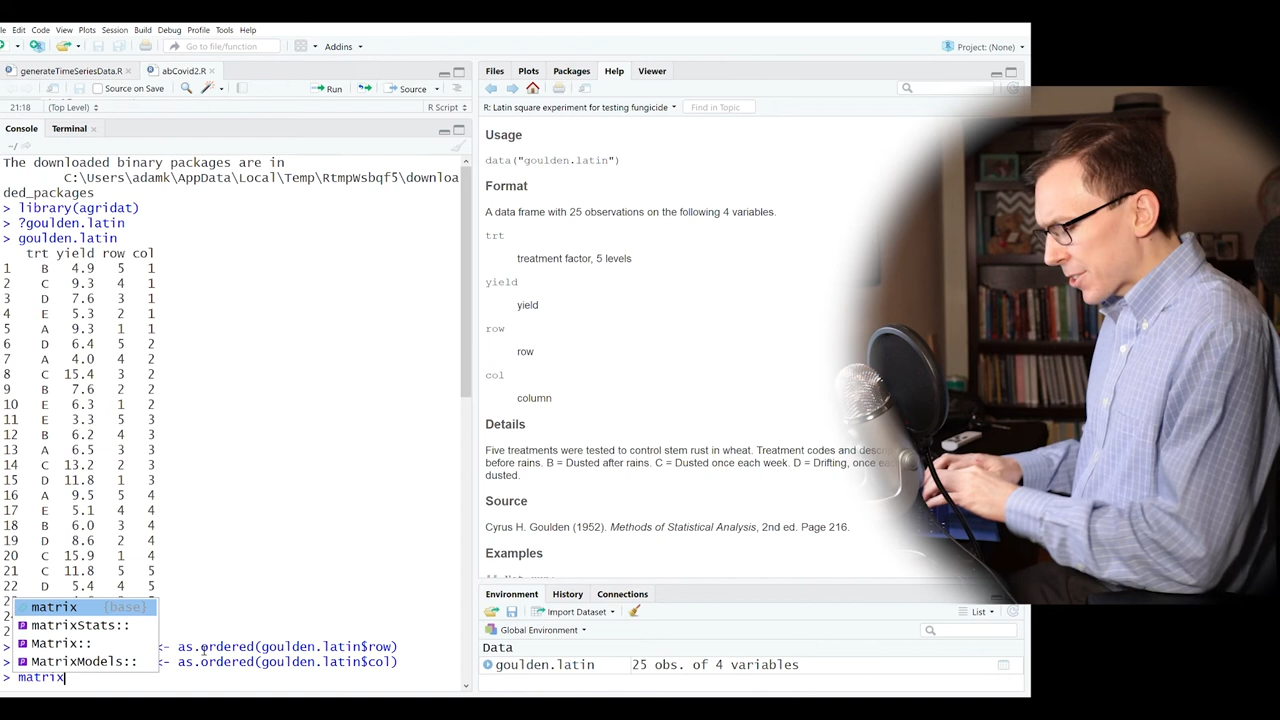 le Edit Code View Plots Session Build Debug Profile Tools Help
Go to file/function Addins Project: (None)
generateTimeSeriesData.R abCovid2.R
Source on Save Run Source
21:18 (Top Level) R Script
Console Terminal
~/
The downloaded binary packages are in
C:\Users\adamk\AppData\Local\Temp\RtmpWsbqf5\downloa
ded_packages
> library(agridat)
> ?goulden.latin
> goulden.latin
trt yield row col
1 B 4.9 5 1
2 C 9.3 4 1
3 D 7.6 3 1
4 E 5.3 2 1
5 A 9.3 1 1
6 D 6.4 5 2
7 A 4.0 4 2
8 C 15.4 3 2
9 B 7.6 2 2
10 E 6.3 1 2
11 E 3.3 5 3
12 B 6.2 4 3
13 A 6.5 3 3
14 C 13.2 2 3
15 D 11.8 1 3
16 A 9.5 5 4
17 E 5.1 4 4
18 B 6.0 3 4
19 D 8.6 2 4
20 C 15.9 1 4
21 C 11.8 5 5
22 D 5.4 4 5
2
2
2
> <- as.ordered(goulden.latin$row)
> <- as.ordered(goulden.latin$col)
> matrix
matrix {base}
matrixStats::
Matrix::
MatrixModels::
Files Plots Packages Help Viewer
R: Latin square experiment for testing fungicide Find in Topic
Usage
data("goulden.latin")
Format
A data frame with 25 observations on the following 4 variables.
trt
treatment factor, 5 levels
yield
yield
row
row
col
column
Details
Five treatments were tested to control stem rust in wheat. Treatment codes and desc
before rains. B = Dusted after rains. C = Dusted once each week. D = Drifting, once
dusted.
Source
Cyrus H. Goulden (1952). Methods of Statistical Analysis, 2nd ed. Page 216.
Examples
Environment History Connections
Import Dataset List
Global Environment
Data
goulden.latin 25 obs. of 4 variables